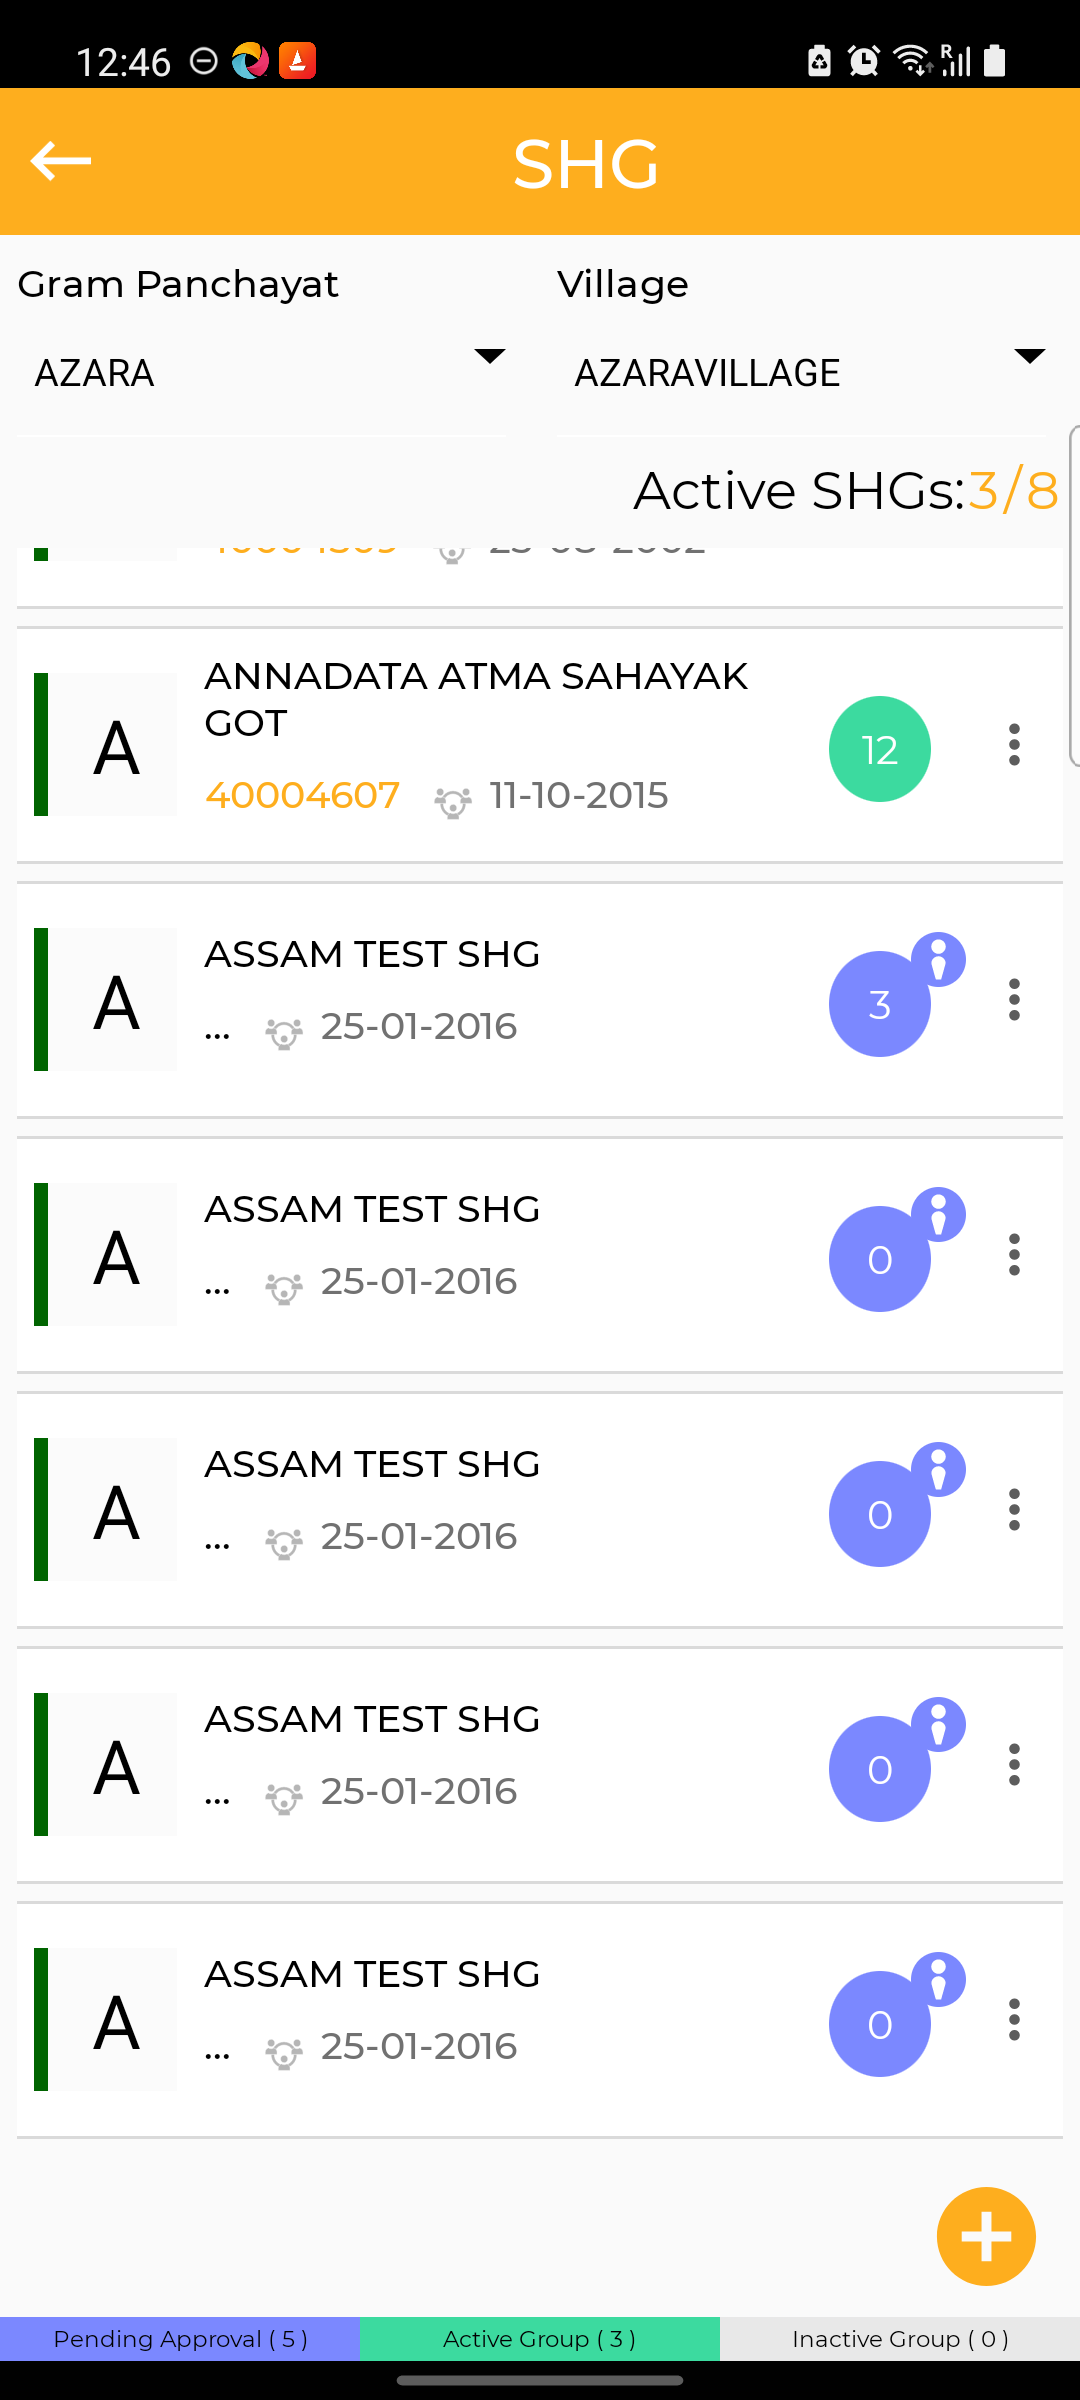 12:46
R
SHG
Gram Panchayat Village
AZARA AZARAVILLAGE
Active SHGs:3/8
ANNADATA ATMA SAHAYAK
GOT
12
40004607 11-10-2015
A
ASSAM TEST SHG
3
... 25-01-2016
A
ASSAM TEST SHG
0
... 25-01-2016
A
ASSAM TEST SHG
0
... 25-01-2016
A
ASSAM TEST SHG
0
... 25-01-2016
A
ASSAM TEST SHG
0
... 25-01-2016
A
Pending Approval ( 5 ) Active Group ( 3 ) Inactive Group ( 0 )